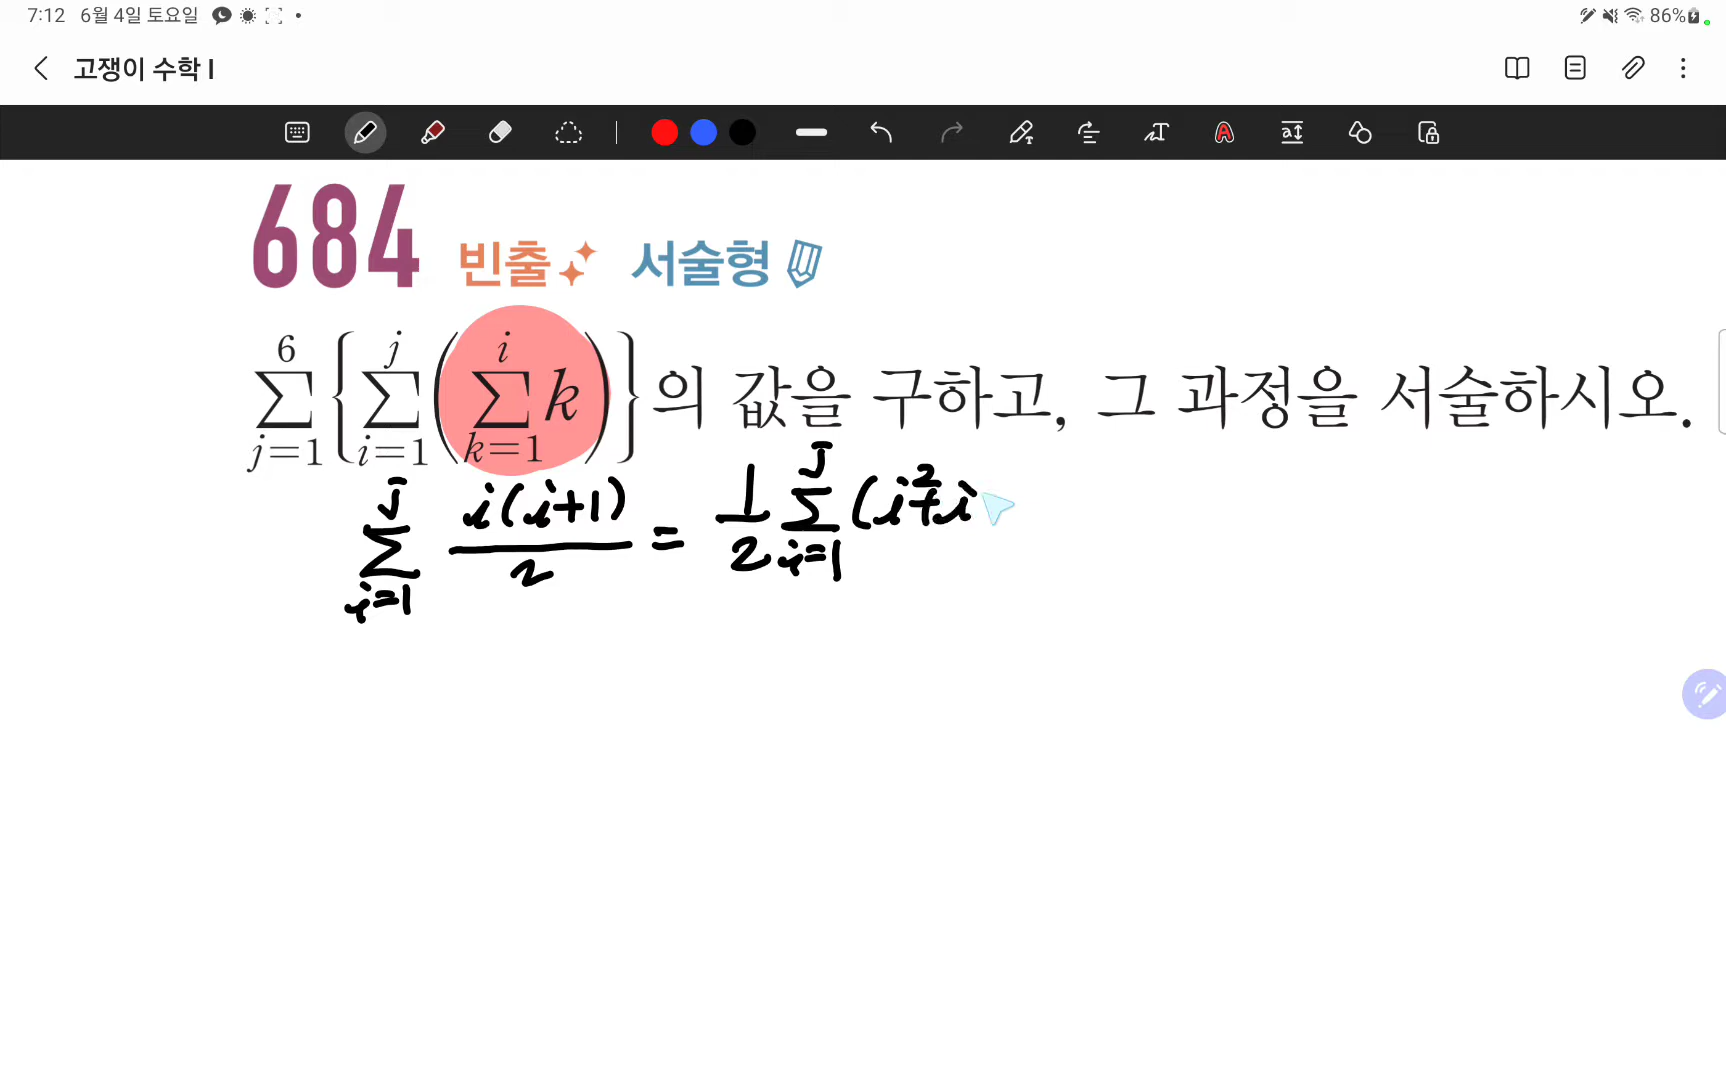 7:12 6월 4일 토요일 86%
고쟁이 수학 I
684 빈출 서술형
\sum_{j=1}^{6}\left\{\sum_{i=1}^{j}\left(\sum_{k=1}^{i}k\right)\right\}의 값을 구하고, 그 과정을 서술하시오.
\sum_{i=1}^{j}\frac{i(i+1)}{2}=\frac{1}{2}\sum_{i=1}^{j}(i^2+i